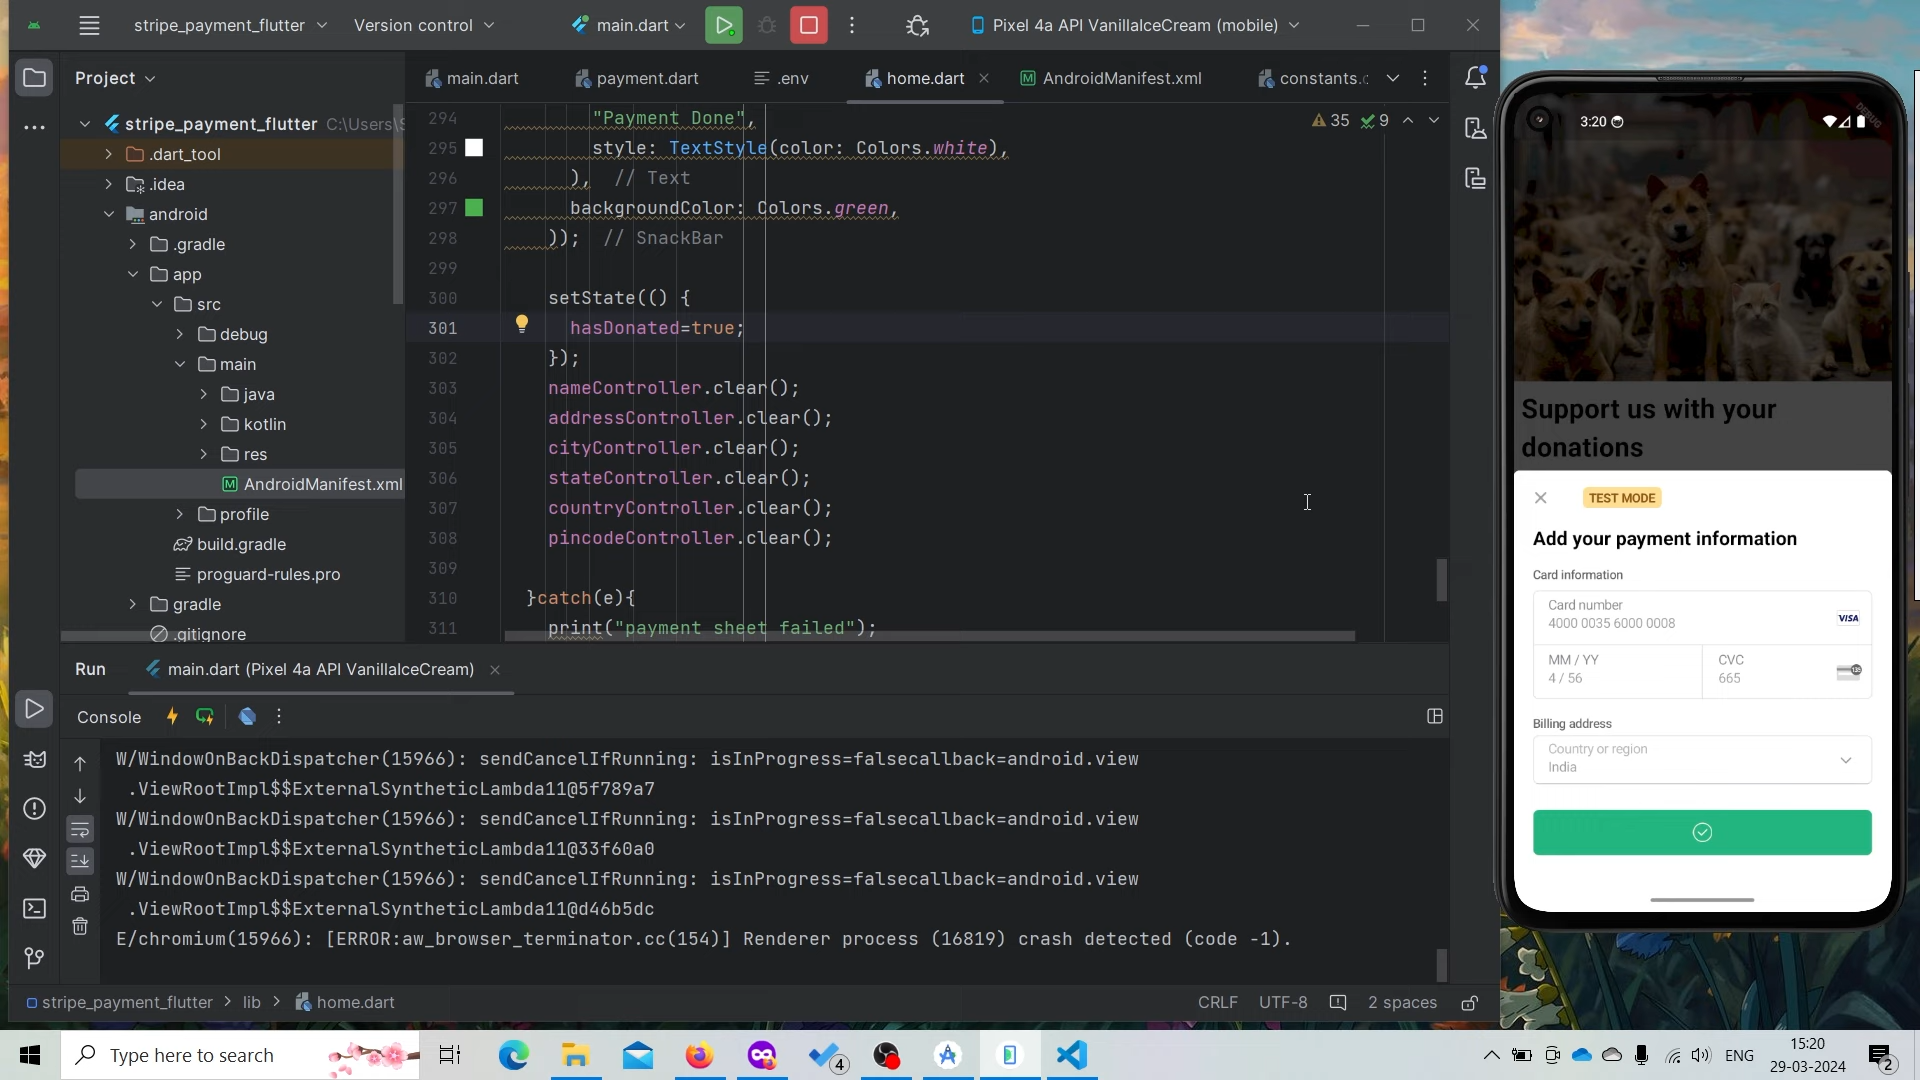 stripe_payment_flutter
Version control
main.dart
Pixel 4a API VanillaIceCream (mobile)
Project
main.dart
payment.dart
.env
home.dart
AndroidManifest.xml
constants.
stripe_payment_flutter C:\Users\S
.dart_tool
.idea
android
.gradle
app
src
debug
main
java
kotlin
res
AndroidManifest.xml
profile
build.gradle
proguard-rules.pro
gradle
.gitignore
35 9
294 "Payment Done",
295 style: TextStyle(color: Colors.white),
296 ), // Text
297 backgroundColor: Colors.green,
298 )); // SnackBar
299
300 setState(() {
301 hasDonated=true;
302 });
303 nameController.clear();
304 addressController.clear();
305 cityController.clear();
306 stateController.clear();
307 countryController.clear();
308 pincodeController.clear();
309
310 }catch(e){
311 print("payment sheet failed");
Run
main.dart (Pixel 4a API VanillaIceCream)
Console
W/WindowOnBackDispatcher(15966): sendCancelIfRunning: isInProgress=falsecallback=android.view
.ViewRootImpl$$ExternalSyntheticLambda11@5f789a7
W/WindowOnBackDispatcher(15966): sendCancelIfRunning: isInProgress=falsecallback=android.view
.ViewRootImpl$$ExternalSyntheticLambda11@33f60a0
W/WindowOnBackDispatcher(15966): sendCancelIfRunning: isInProgress=falsecallback=android.view
.ViewRootImpl$$ExternalSyntheticLambda11@d46b5dc
E/chromium(15966): [ERROR:aw_browser_terminator.cc(154)] Renderer process (16819) crash detected (code -1).
stripe_payment_flutter > lib > home.dart
CRLF UTF-8 2 spaces
3:20
DEBUG
Support us with your
donations
TEST MODE
Add your payment information
Card information
Card number
4000 0035 6000 0008
VISA
MM / YY
4 / 56
CVC
665
Billing address
Country or region
India
Type here to search
4
ENG
15:20
29-03-2024
2